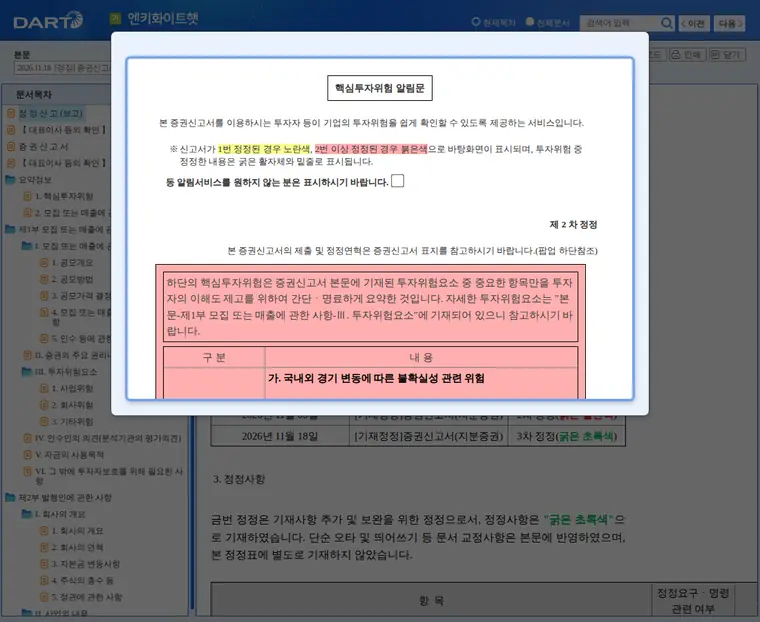 DART
엔키화이트햇
현재목차
현재문서
검색어 입력
이전
다음
본문
2026.11.18 [정정] 증권신고
인쇄
닫기
문서목차
정 정 신 고 (보고)
【 대표이사 등의 확인 】
증 권 신 고 서
【 대표이사 등의 확인 】
요약정보
1. 핵심투자위험
2. 모집 또는 매출에 관
제1부 모집 또는 매출에 관
I. 모집 또는 매출에 관
1. 공모개요
2. 공모방법
3. 공모가격 결정
4. 모집 또는 매출
항
5. 인수 등에 관한
II. 증권의 주요 권리내
III. 투자위험요소
1. 사업위험
2. 회사위험
3. 기타위험
IV. 인수인의 의견(분석기관의 평가의견)
V. 자금의 사용목적
VI. 그 밖에 투자자보호를 위해 필요한 사
항
제2부 발행인에 관한 사항
I. 회사의 개요
1. 회사의 개요
2. 회사의 연혁
3. 자본금 변동사항
4. 주식의 총수 등
5. 정관에 관한 사항
II. 사업의 내용
핵심투자위험 알림문
본 증권신고서를 이용하시는 투자자 등이 기업의 투자위험을 쉽게 확인할 수 있도록 제공하는 서비스입니다.
※ 신고서가 1번 정정된 경우 노란색, 2번 이상 정정된 경우 붉은색으로 바탕화면이 표시되며, 투자위험 중
정정한 내용은 굵은 활자체와 밑줄로 표시됩니다.
동 알림서비스를 원하지 않는 분은 표시하시기 바랍니다.
제 2 차 정정
본 증권신고서의 제출 및 정정연혁은 증권신고서 표지를 참고하시기 바랍니다.(팝업 하단참조)
하단의 핵심투자위험은 증권신고서 본문에 기재된 투자위험요소 중 중요한 항목만을 투자
자의 이해도 제고를 위하여 간단ㆍ명료하게 요약한 것입니다. 자세한 투자위험요소는 "본
문-제1부 모집 또는 매출에 관한 사항-Ⅲ. 투자위험요소"에 기재되어 있으니 참고하시기 바
랍니다.
구 분 내 용
가. 국내외 경기 변동에 따른 불확실성 관련 위험
2026년 11월 18일 [기재정정]증권신고서(지분증권) 3차 정정(굵은 초록색)
3. 정정사항
금번 정정은 기재사항 추가 및 보완을 위한 정정으로서, 정정사항은 "굵은 초록색"으
로 기재하였습니다. 단순 오타 및 띄어쓰기 등 문서 교정사항은 본문에 반영하였으며,
본 정정표에 별도로 기재하지 않았습니다.
항 목
정정요구ㆍ명령
관련 여부